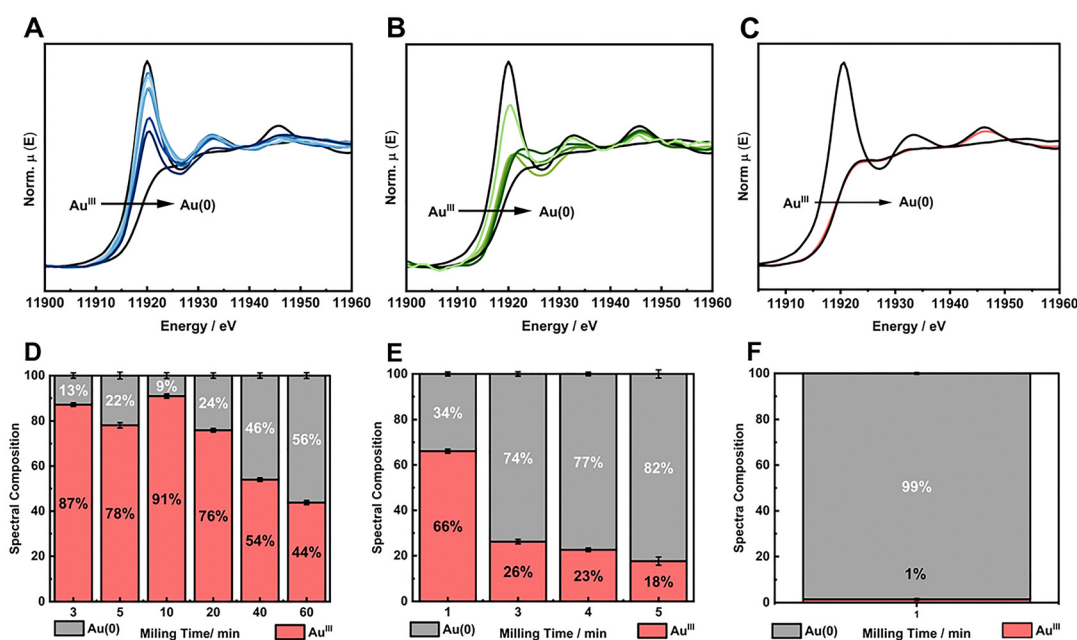 A
B
C
Norm. μ (E)
Au^III
Au(0)
11900 11910 11920 11930 11940 11950 11960
Energy / eV
Norm. μ (E)
Au^III
Au(0)
11900 11910 11920 11930 11940 11950 11960
Energy / eV
Norm. μ (E)
Au^III
Au(0)
11910 11920 11930 11940 11950 11960
Energy / eV
D
E
F
Spectral Composition
100
80
60
40
20
0
13% 22% 9% 24% 46% 56%
87% 78% 91% 76% 54% 44%
3 5 10 20 40 60
Au(0) Milling Time/ min Au^III
Spectral Composition
100
80
60
40
20
0
34% 74% 77% 82%
66% 26% 23% 18%
1 3 4 5
Au(0) Milling Time/ min Au^III
Spectra Composition
100
80
60
40
20
0
99%
1%
1
Au(0) Milling Time/ min Au^III